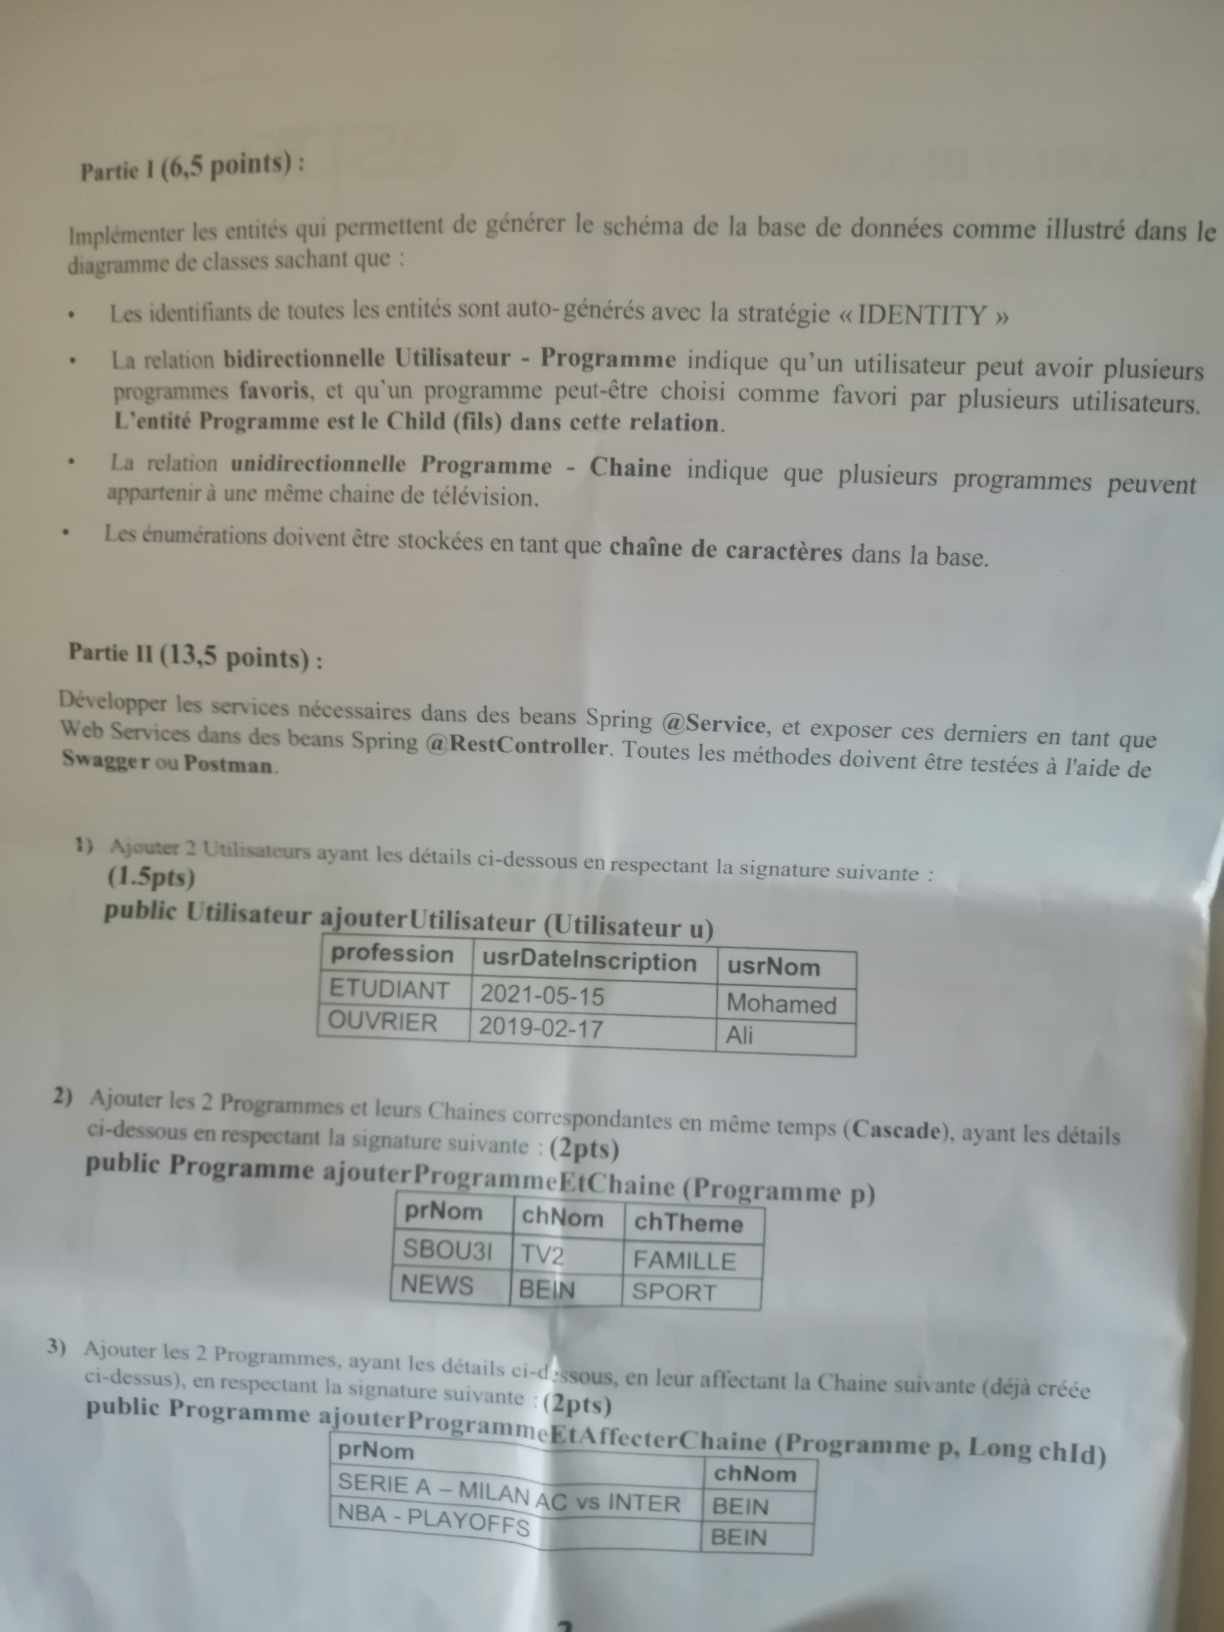 Partie I (6,5 points) :
Implémenter les entités qui permettent de générer le schéma de la base de données comme illustré dans le
diagramme de classes sachant que :
• Les identifiants de toutes les entités sont auto-générés avec la stratégie « IDENTITY »
• La relation bidirectionnelle Utilisateur - Programme indique qu'un utilisateur peut avoir plusieurs
programmes favoris, et qu'un programme peut-être choisi comme favori par plusieurs utilisateurs.
L'entité Programme est le Child (fils) dans cette relation.
• La relation unidirectionnelle Programme - Chaine indique que plusieurs programmes peuvent
appartenir à une même chaine de télévision.
• Les énumérations doivent être stockées en tant que chaîne de caractères dans la base.
Partie II (13,5 points) :
Développer les services nécessaires dans des beans Spring @Service, et exposer ces derniers en tant que
Web Services dans des beans Spring @RestController. Toutes les méthodes doivent être testées à l'aide de
Swagger ou Postman.
1) Ajouter 2 Utilisateurs ayant les détails ci-dessous en respectant la signature suivante :
(1.5pts)
public Utilisateur ajouterUtilisateur (Utilisateur u)
profession usrDateInscription usrNom
ETUDIANT 2021-05-15 Mohamed
OUVRIER 2019-02-17 Ali
2) Ajouter les 2 Programmes et leurs Chaines correspondantes en même temps (Cascade), ayant les détails
ci-dessous en respectant la signature suivante : (2pts)
public Programme ajouterProgrammeEtChaine (Programme p)
prNom chNom chTheme
SBOU3I TV2 FAMILLE
NEWS BEIN SPORT
3) Ajouter les 2 Programmes, ayant les détails ci-dessous, en leur affectant la Chaine suivante (déjà créée
ci-dessus), en respectant la signature suivante : (2pts)
public Programme ajouterProgrammeEtAffecterChaine (Programme p, Long chId)
prNom chNom
SERIE A – MILAN AC vs INTER BEIN
NBA - PLAYOFFS BEIN